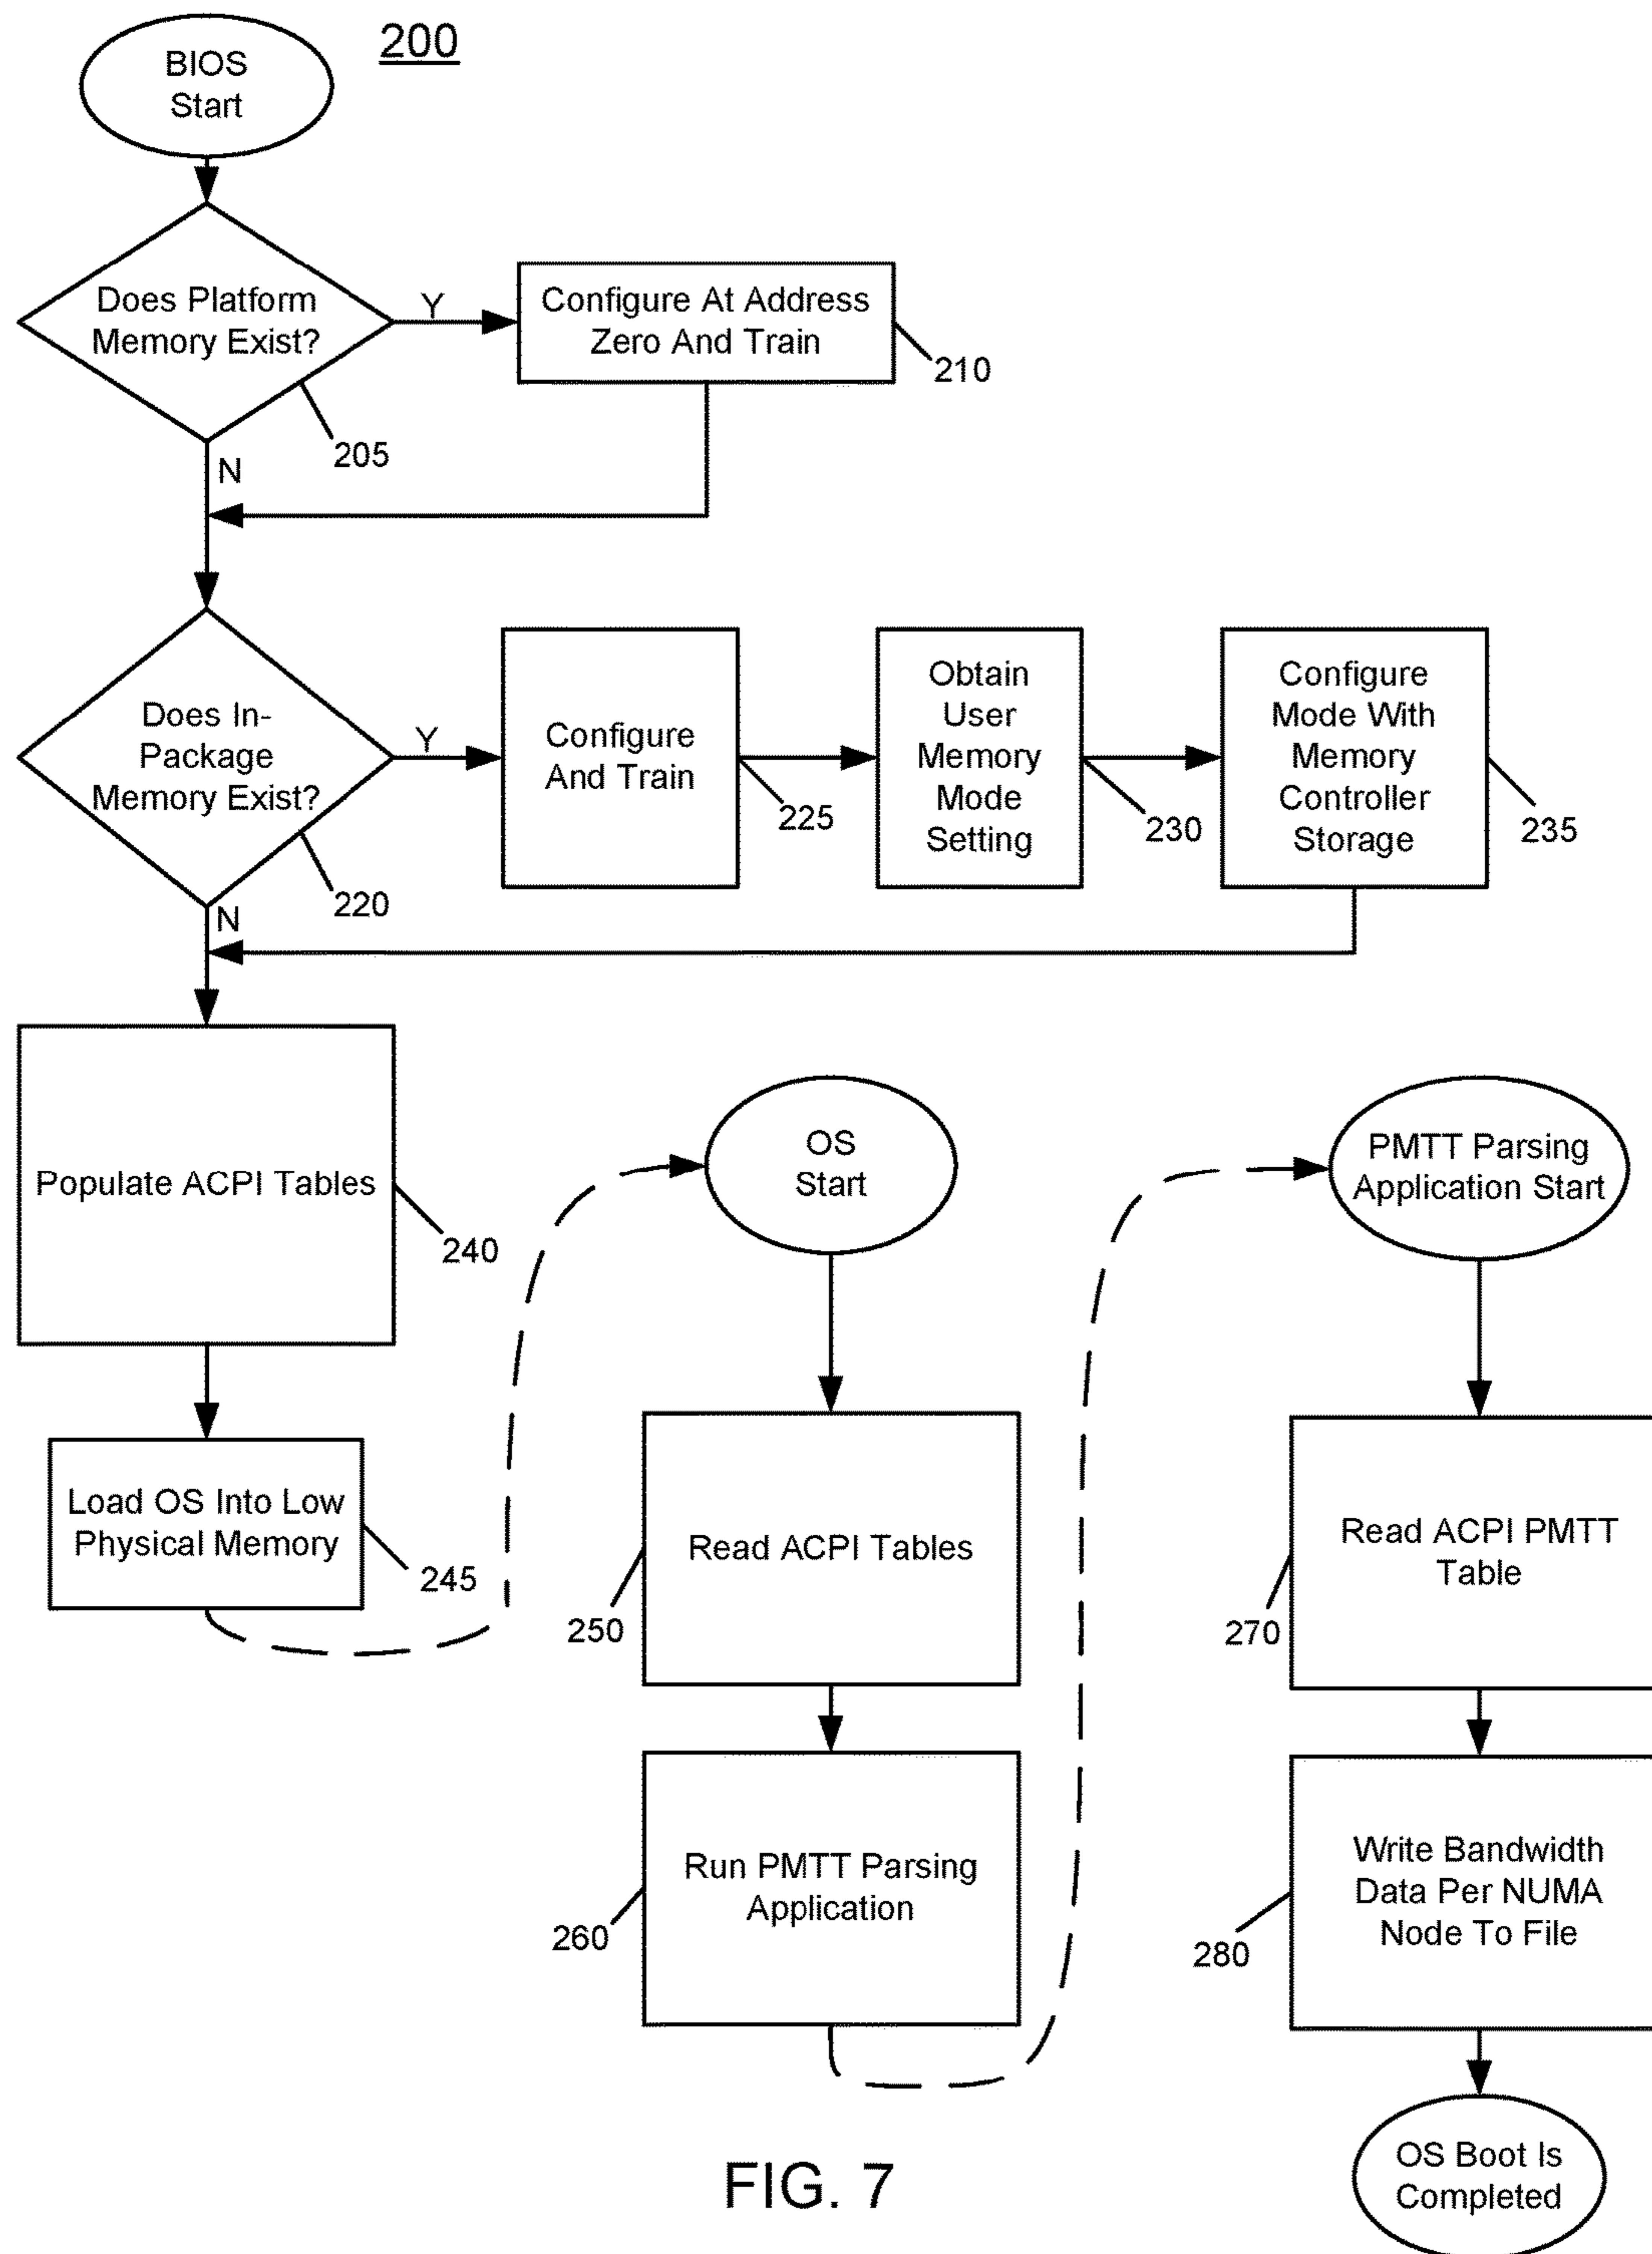 200
BIOS
Start
Does Platform
Memory Exist?
Y
Configure At Address
Zero And Train
210
205
N
Does In-
Package
Memory Exist?
Y
220
N
Configure
And Train
225
Obtain
User
Memory
Mode
Setting
230
Configure
Mode With
Memory
Controller
Storage
235
Populate ACPI Tables
240
Load OS Into Low
Physical Memory
245
OS
Start
Read ACPI Tables
250
Run PMTT Parsing
Application
260
PMTT Parsing
Application Start
Read ACPI PMTT
Table
270
Write Bandwidth
Data Per NUMA
Node To File
280
OS Boot Is
Completed
FIG. 7